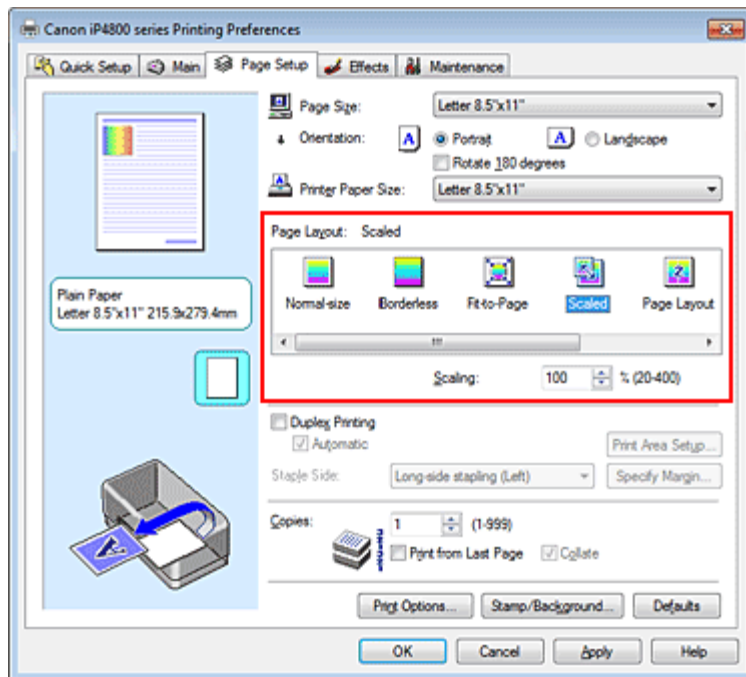 Canon iP4800 series Printing Preferences
Quick Setup Main Page Setup Effects Maintenance
Page Size: Letter 8.5"x11"
Orientation: A Portrait A Landscape
Rotate 180 degrees
Printer Paper Size: Letter 8.5"x11"
Page Layout: Scaled
Normal-size Borderless Fit-to-Page Scaled Page Layout
Scaling: 100 % (20-400)
Plain Paper
Letter 8.5"x11" 215.9x279.4mm
Duplex Printing
Automatic Print Area Setup...
Staple Side: Long-side stapling (Left) Specify Margin...
Copies: 1 (1-999)
Print from Last Page Collate
Print Options... Stamp/Background... Defaults
OK Cancel Apply Help